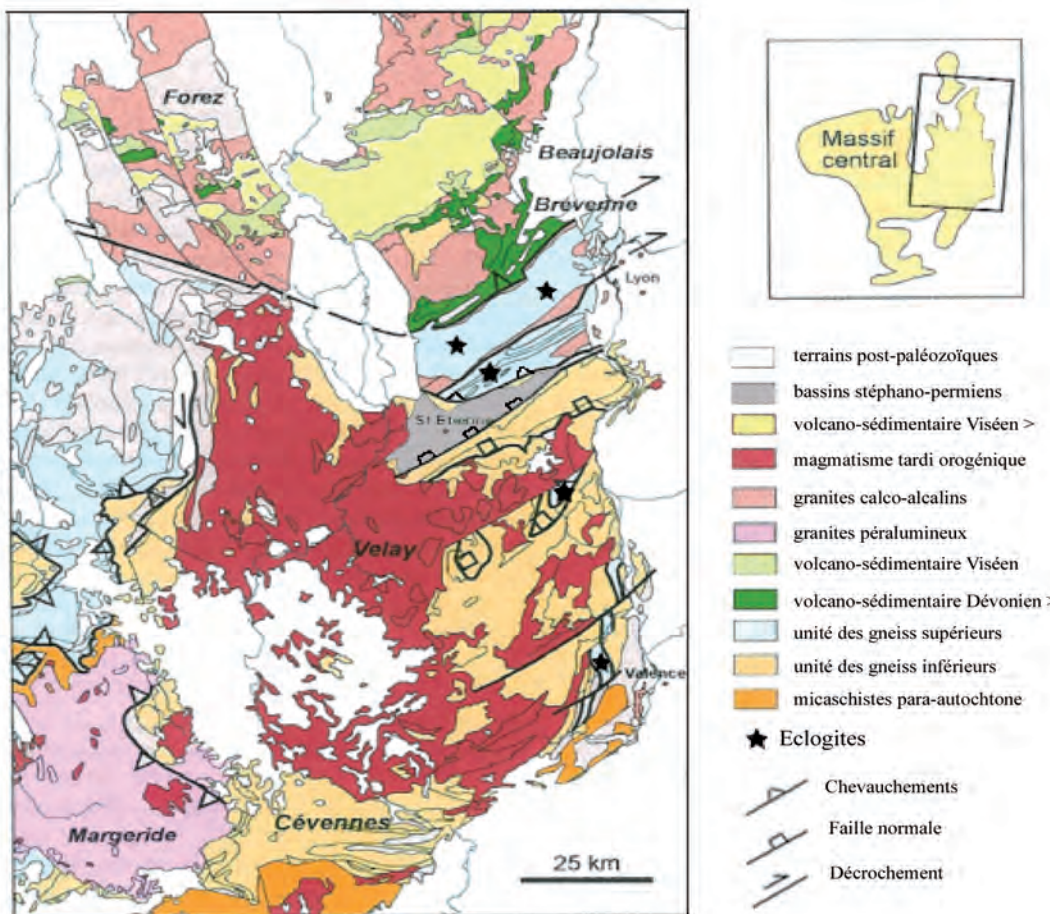 Forez
Beaujolais
Brévenne
Lyon
St Etienne
Velay
Valence
Margeride
Cévennes
25 km
Massif
central
terrains post-paléozoïques
bassins stéphano-permiens
volcano-sédimentaire Viséen >
magmatisme tardi orogénique
granites calco-alcalins
granites péralumineux
volcano-sédimentaire Viséen
volcano-sédimentaire Dévonien >
unité des gneiss supérieurs
unité des gneiss inférieurs
micaschistes para-autochtone
Eclogites
Chevauchements
Faille normale
Décrochement